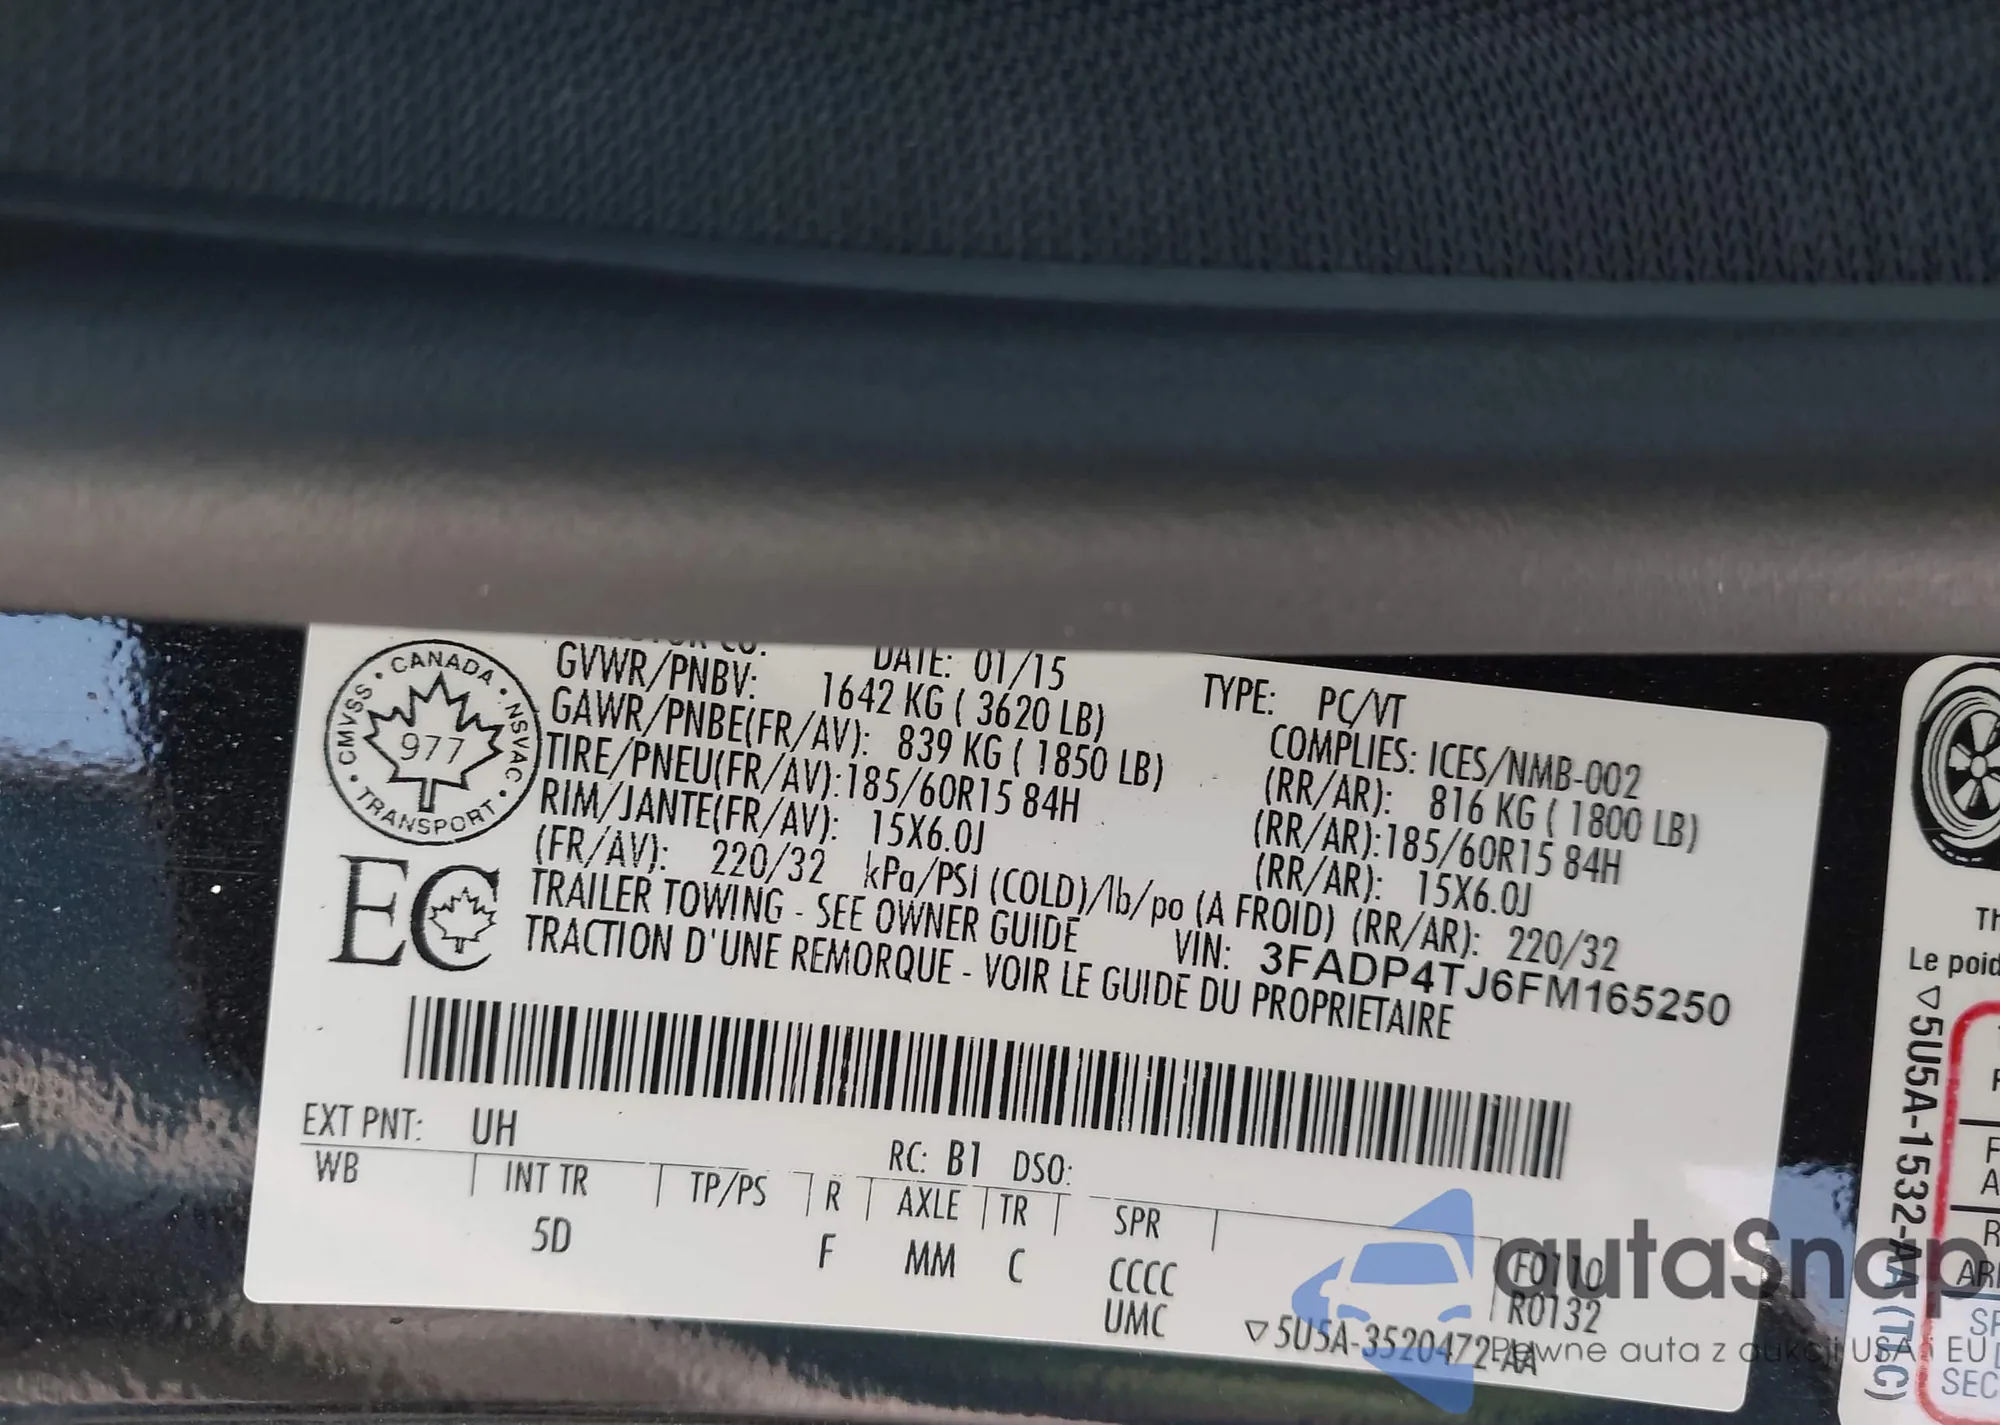 CANADA · NSVAC · TRANSPORT · CMVSS ·
977
EC
CO. DATE: 01/15 TYPE: PC/VT
GVWR/PNBV: 1642 KG ( 3620 LB) COMPLIES: ICES/NMB-002
GAWR/PNBE(FR/AV): 839 KG ( 1850 LB) (RR/AR): 816 KG ( 1800 LB)
TIRE/PNEU(FR/AV):185/60R15 84H (RR/AR):185/60R15 84H
RIM/JANTE(FR/AV): 15X6.0J (RR/AR): 15X6.0J
(FR/AV): 220/32 kPa/PSI (COLD)/lb/po (A FROID) (RR/AR): 220/32
TRAILER TOWING - SEE OWNER GUIDE VIN: 3FADP4TJ6FM165250
TRACTION D'UNE REMORQUE - VOIR LE GUIDE DU PROPRIETAIRE
EXT PNT: UH RC: B1 DSO:
WB INT TR TP/PS R AXLE TR SPR
5D F MM C CCCC F0110
UMC R0132
5U5A-3520472-AA
Le poid
5U5A-1532-AA (TLC)
autaSnap
Pewne auta z aukcji USA i EU